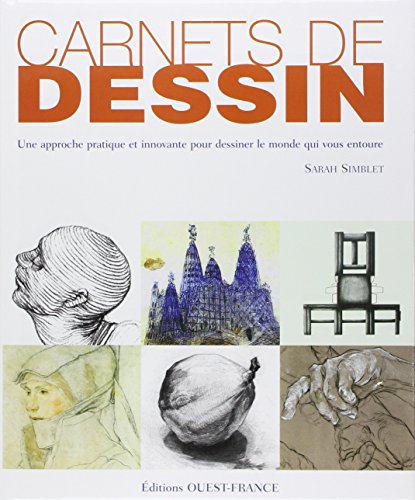 CARNETS DE
DESSIN
Une approche pratique et innovante pour dessiner le monde qui vous entoure
SARAH SIMBLET
Éditions OUEST-FRANCE